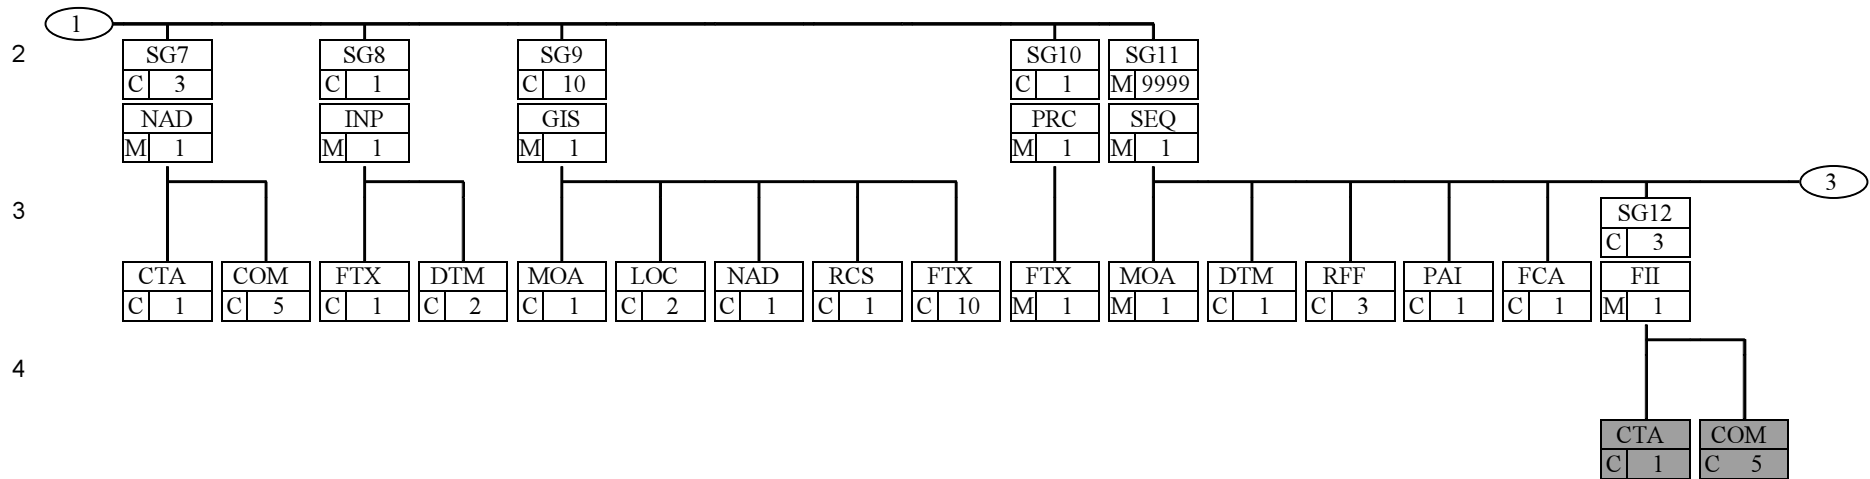 1
2 SG7 SG8 SG9 SG10 SG11
C 3 C 1 C 10 C 1 M 9999
NAD INP GIS PRC SEQ
M 1 M 1 M 1 M 1 M 1
3
3 SG12
C 3
CTA COM FTX DTM MOA LOC NAD RCS FTX FTX MOA DTM RFF PAI FCA FII
C 1 C 5 C 1 C 2 C 1 C 2 C 1 C 1 C 10 M 1 M 1 C 1 C 3 C 1 C 1 M 1
4
CTA COM
C 1 C 5